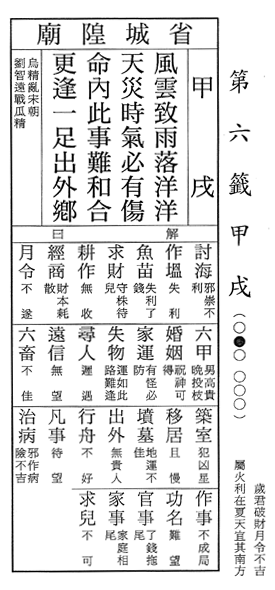 第六籤甲戌(〇●〇 〇〇〇)
歲君破財月令不吉
屬火利在夏天宜其南方
省城隍廟
甲戌
風雲致雨落洋洋
天災時氣必有傷
命內此事難和合
更逢一足出外鄉
烏精亂宋朝
劉智遠戰瓜精
解曰
討海 邪崇不利
作塭 失利
魚苗 失利了錢
求財 守株待兒
耕作 無收
經商 財本耗散
月令 不遂
六甲 男高貴晚投枝
婚姻 祝神可得
家運 有怪必防
失物 運如此路難逢
尋人 遲遇
遠信 無望
六畜 不佳
築室 犯凶星
移居 且慢
墳墓 地運不佳
出外 無貴人
行舟 不好
凡事 待望
治病 邪作病險不吉
作事 不成局
功名 難望
官事 了錢拖尾
家事 家庭相尾
求兒 不可